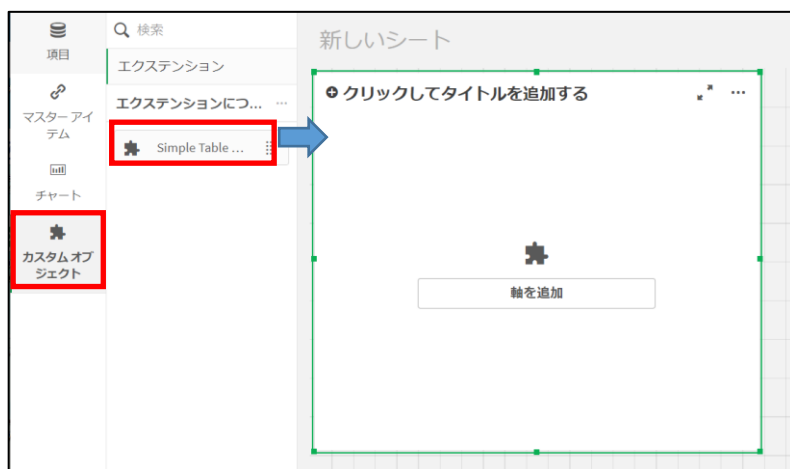 項目
マスター アイ
テム
チャート
カスタム オブ
ジェクト
検索
エクステンション
エクステンションにつ... ...
Simple Table ...
新しいシート
クリックしてタイトルを追加する
軸を追加